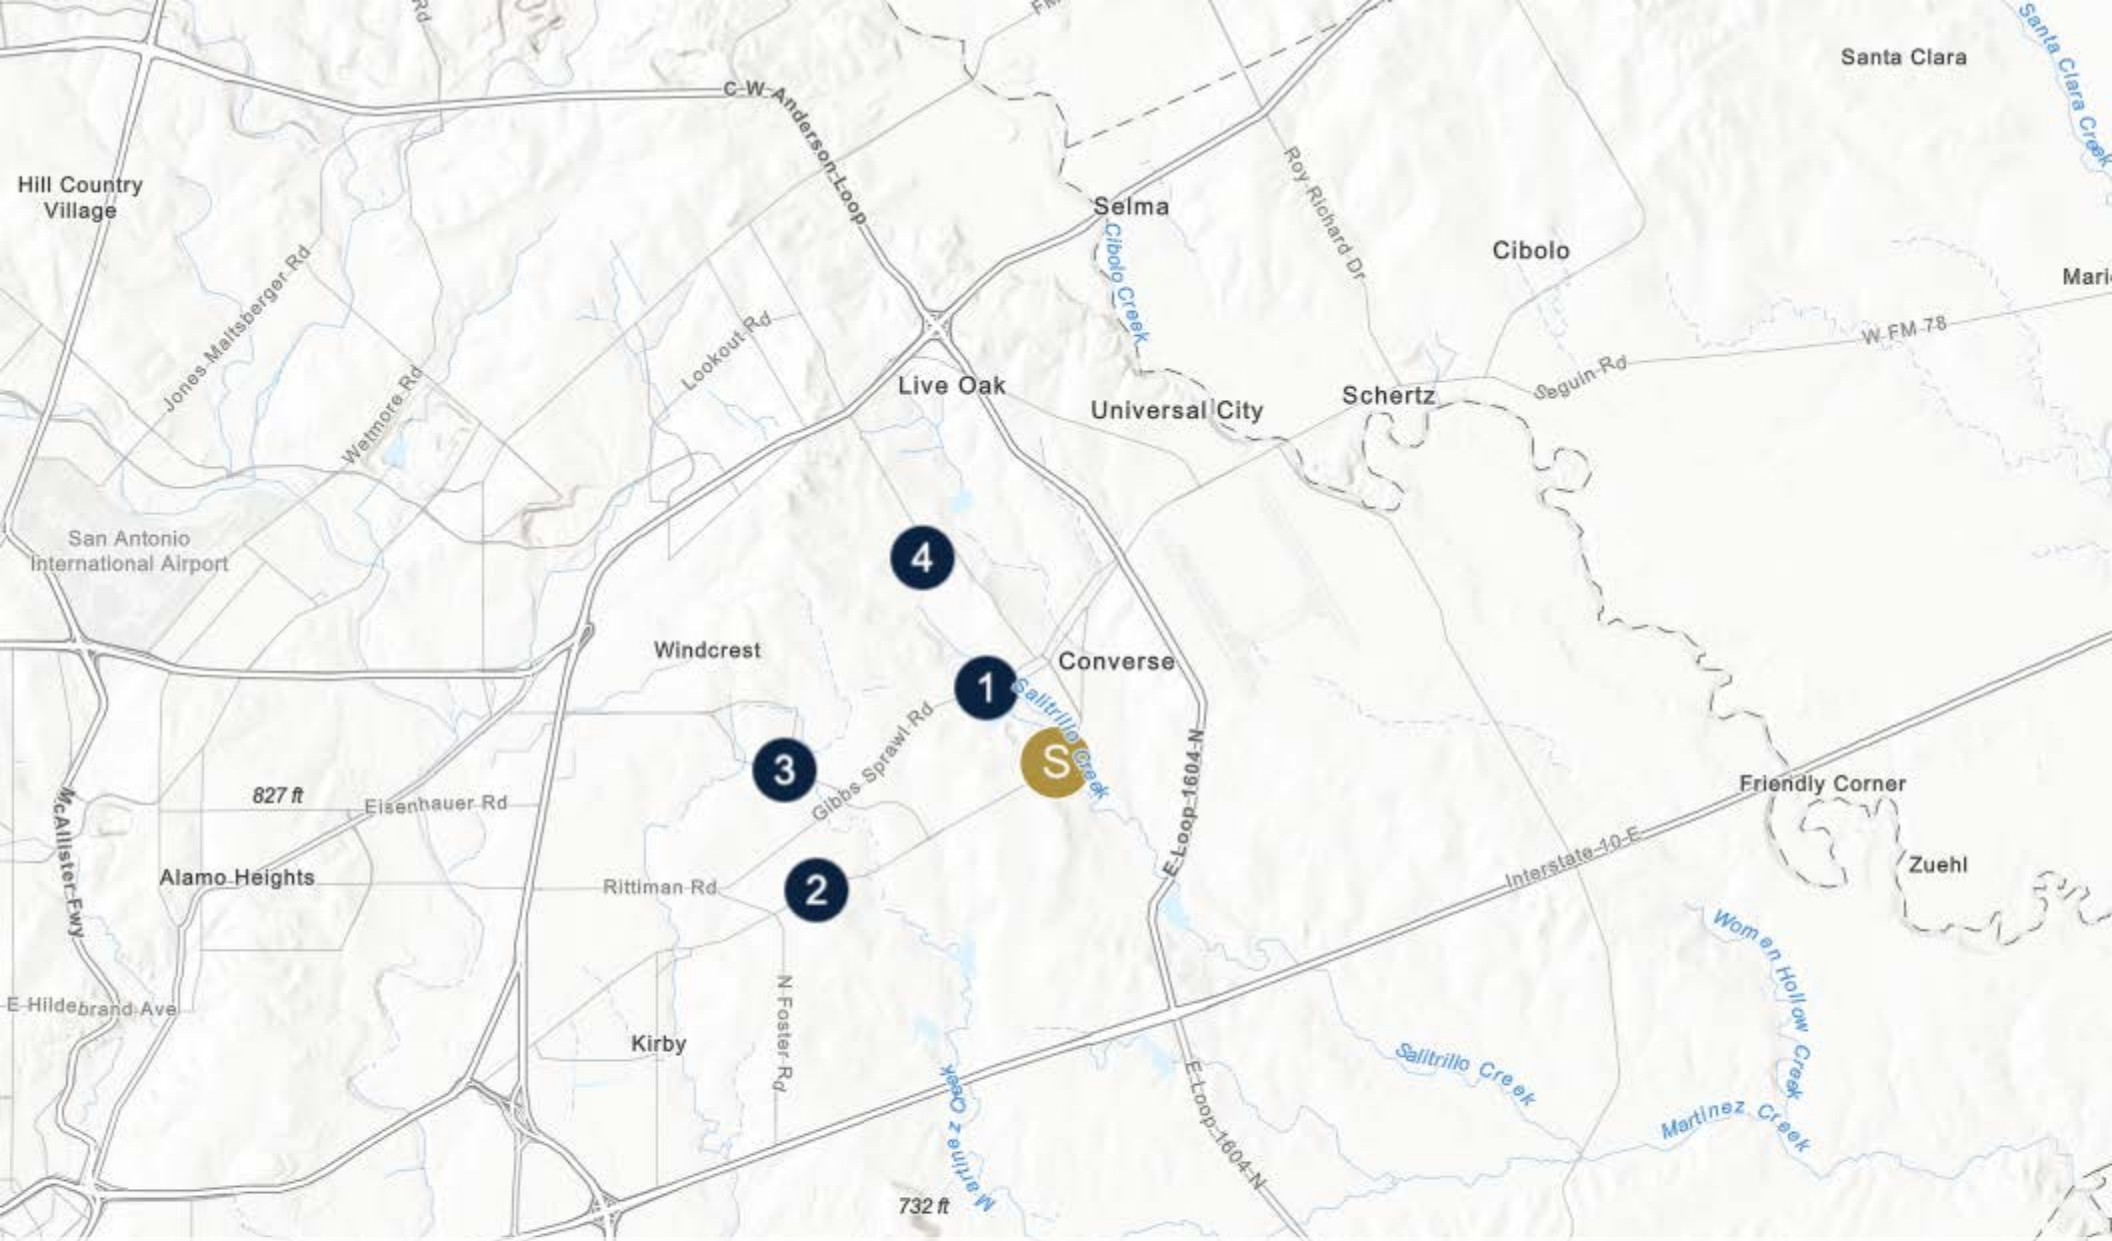 Rd
FM
Santa Clara
Santa Clara Creek
C W Anderson Loop
Hill Country
Village
Selma
Roy Richard Dr
Cibolo
Cibolo Creek
Mari
Jones Maltsberger Rd
Lookout Rd
W FM 78
Wetmore Rd
Live Oak
Universal City
Schertz
Seguin Rd
San Antonio
International Airport
4
Windcrest
Converse
1
Salitrillo Creek
S
3
Gibbs Sprawl Rd
E Loop 1604 N
Friendly Corner
827 ft
Eisenhauer Rd
McAllister Fwy
Alamo Heights
Rittiman Rd
2
Interstate 10 E
Zuehl
Women Hollow Creek
E Hildebrand Ave
N Foster Rd
Kirby
Martinez Creek
Salitrillo Creek
E Loop 1604 N
Martinez Creek
732 ft